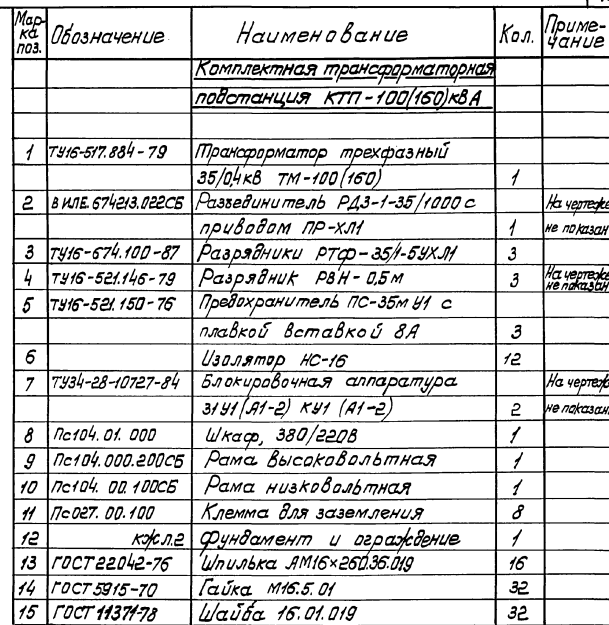 Мар- Приме-
ка Обозначение Наименование Кол. чание
поз.
Комплектная трансформаторная
подстанция КТП-100(160)кВА
1 ТУ16-517.884-79 Трансформатор трехфазный
35/0,4кВ ТМ-100(160) 1
2 ВИЛЕ.674213.022СБ Разъединитель РДЗ-1-35/1000 с На чертеже
приводом ПР-ХЛ1 1 не показан
3 ТУ16-674.100-87 Разрядники РТФ-35/1-5УХЛ1 3
4 ТУ16-521.146-79 Разрядник РВН-0,5м 3 На чертеже
не показан
5 ТУ16-521.150-76 Предохранитель ПС-35м У1 с
плавкой вставкой 8А 3
6 Изолятор НС-16 12
7 ТУ34-28-10727-84 Блокировочная аппаратура На чертеже
31У1(А1-2) КУ1 (А1-2) 2 не показан
8 Пс104.01.000 Шкаф, 380/220В 1
9 Пс104.000.200СБ Рама высоковольтная 1
10 Пс104.00.100СБ Рама низковольтная 1
11 Пс027.00.100 Клемма для заземления 8
12 кж л.2 Фундамент и ограждение 1
13 ГОСТ 22042-76 Шпилька АМ16×260.36.019 16
14 ГОСТ 5915-70 Гайка М16.5.01 32
15 ГОСТ 11371-78 Шайба 16.01.019 32